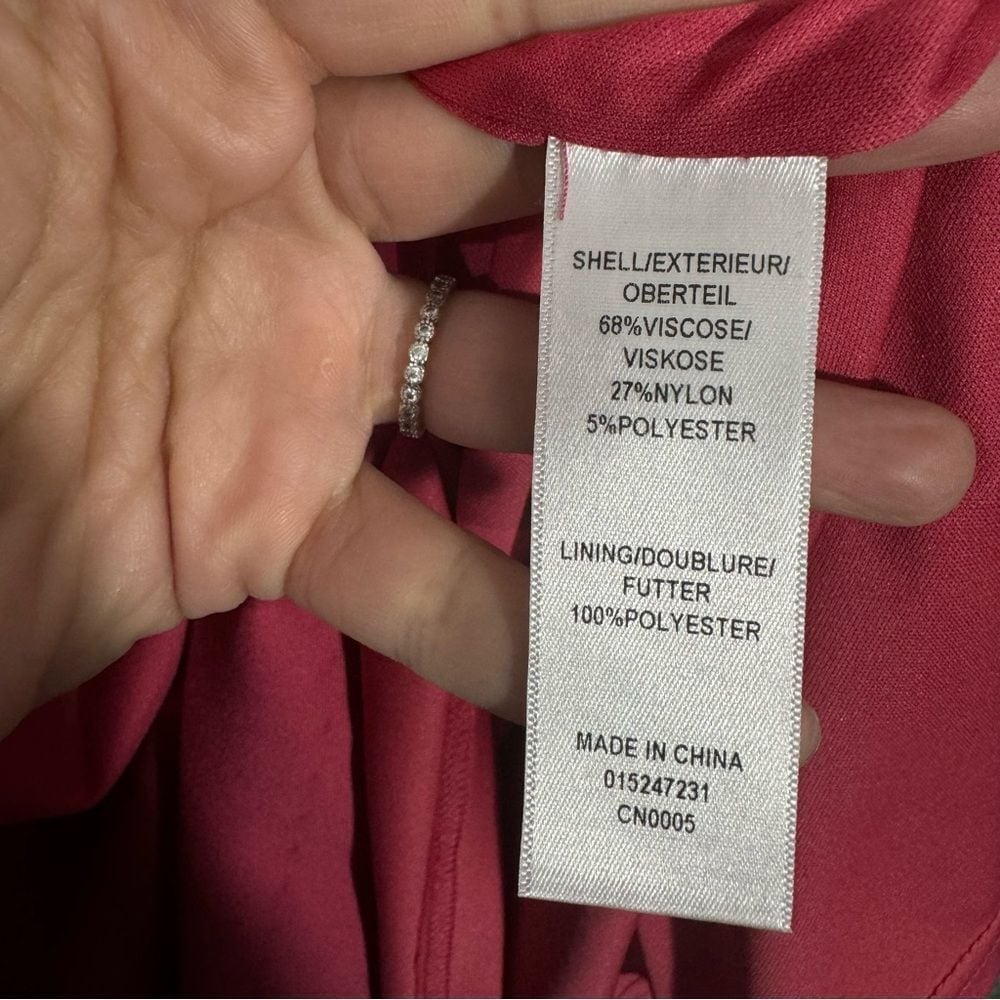 SHELL/EXTERIEUR/
OBERTEIL
68%VISCOSE/
VISKOSE
27%NYLON
5%POLYESTER
LINING/DOUBLURE/
FUTTER
100%POLYESTER
MADE IN CHINA
015247231
CN0005